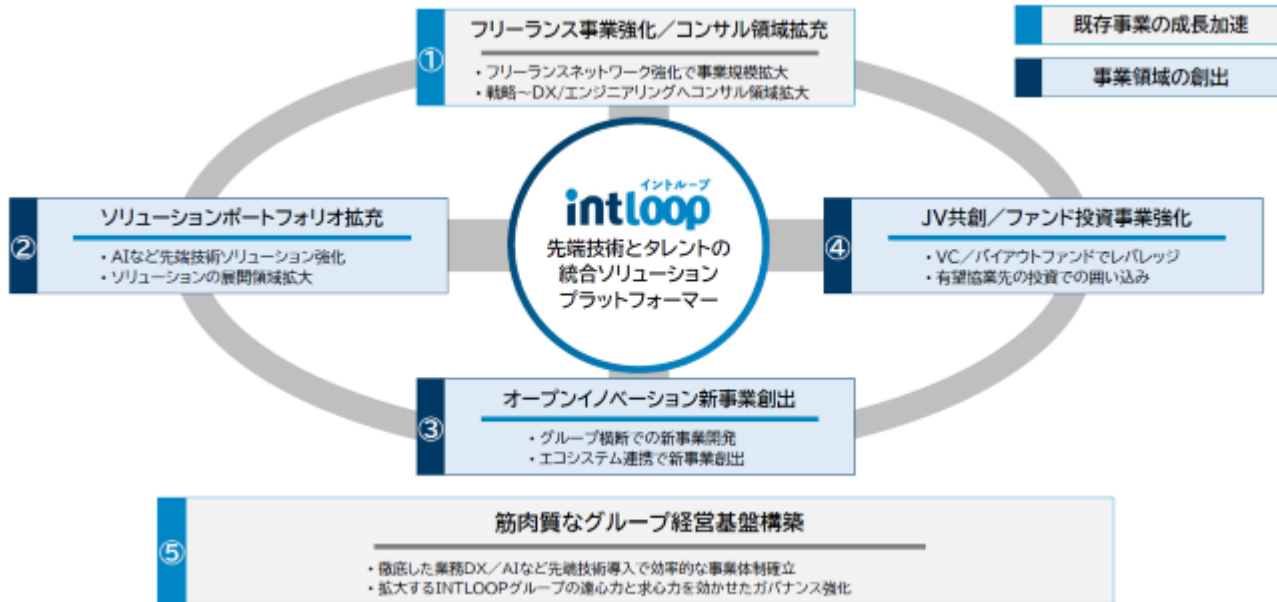 フリーランス事業強化／コンサル領域拡充
①
・フリーランスネットワーク強化で事業規模拡大
・戦略～DX/エンジニアリングへコンサル領域拡大
既存事業の成長加速
事業領域の創出
イントループ
intloop
先端技術とタレントの
統合ソリューション
プラットフォーマー
ソリューションポートフォリオ拡充
②
・AIなど先端技術ソリューション強化
・ソリューションの展開領域拡大
JV共創／ファンド投資事業強化
④
・VC／バイアウトファンドでレバレッジ
・有望協業先の投資での囲い込み
オープンイノベーション新事業創出
③
・グループ横断での新事業開発
・エコシステム連携で新事業創出
筋肉質なグループ経営基盤構築
⑤
・徹底した業務DX／AIなど先端技術導入で効率的な事業体制確立
・拡大するINTLOOPグループの遠心力と求心力を効かせたガバナンス強化